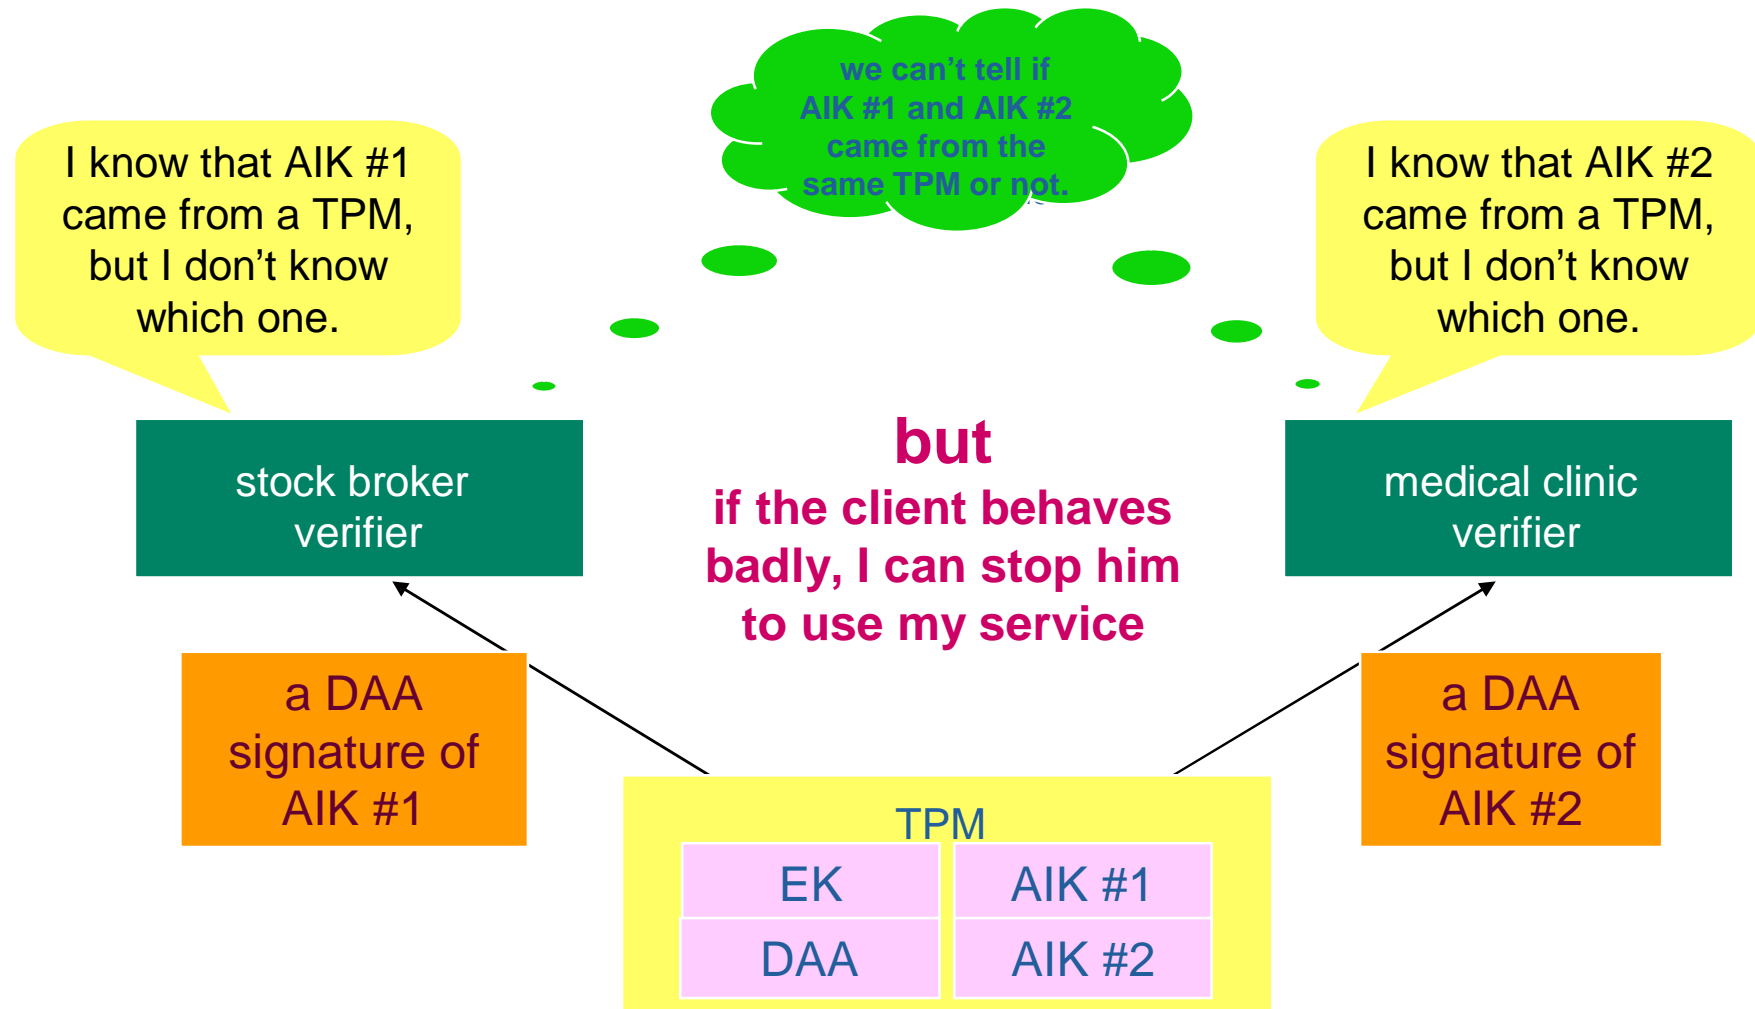 we can’t tell if
AIK #1 and AIK #2
came from the
same TPM or not.
I know that AIK #1
came from a TPM,
but I don’t know
which one.
I know that AIK #2
came from a TPM,
but I don’t know
which one.
stock broker
verifier
but
if the client behaves
badly, I can stop him
to use my service
medical clinic
verifier
a DAA
signature of
AIK #1
a DAA
signature of
AIK #2
TPM
EK
AIK #1
DAA
AIK #2